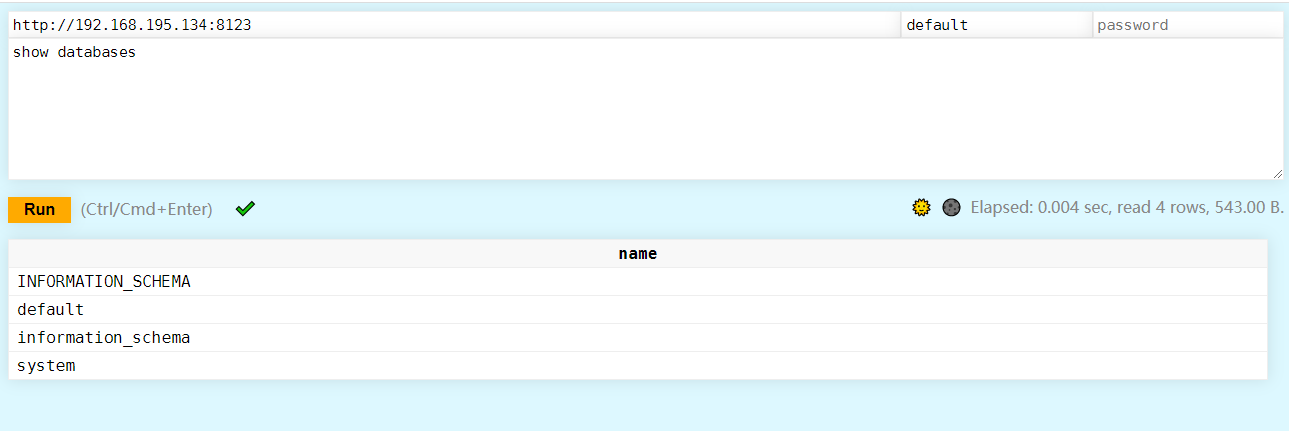 http://192.168.195.134:8123 default password
show databases
Run (Ctrl/Cmd+Enter) Elapsed: 0.004 sec, read 4 rows, 543.00 B.
name
INFORMATION_SCHEMA
default
information_schema
system